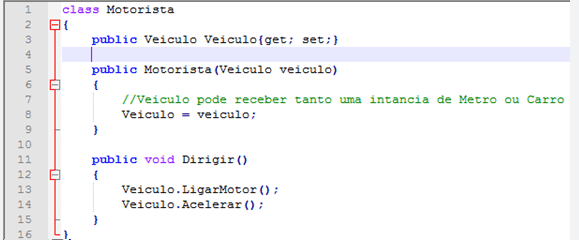 1 class Motorista
2 {
3 public Veiculo Veiculo{get; set;}
4
5 public Motorista(Veiculo veiculo)
6 {
7 //Veiculo pode receber tanto uma intancia de Metro ou Carro
8 Veiculo = veiculo;
9 }
10
11 public void Dirigir()
12 {
13 Veiculo.LigarMotor();
14 Veiculo.Acelerar();
15 }
16 }